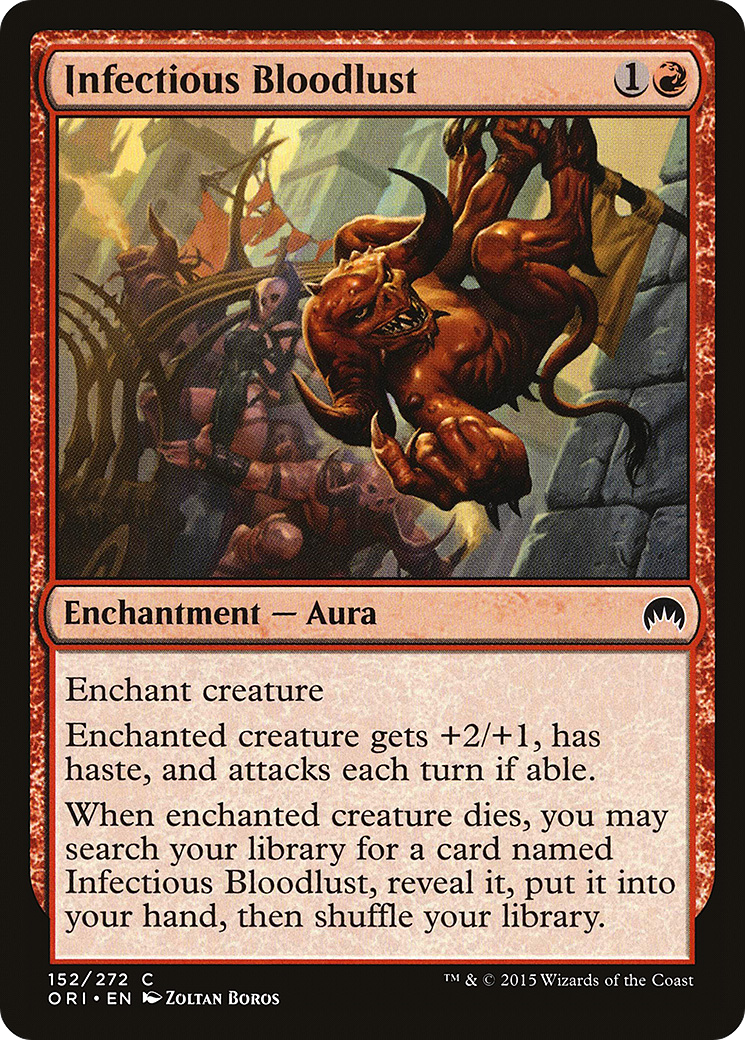 Infectious Bloodlust 1
Enchantment — Aura
Enchant creature
Enchanted creature gets +2/+1, has
haste, and attacks each turn if able.
When enchanted creature dies, you may
search your library for a card named
Infectious Bloodlust, reveal it, put it into
your hand, then shuffle your library.
152/272 C
ORI • EN Zoltan Boros
™ & © 2015 Wizards of the Coast